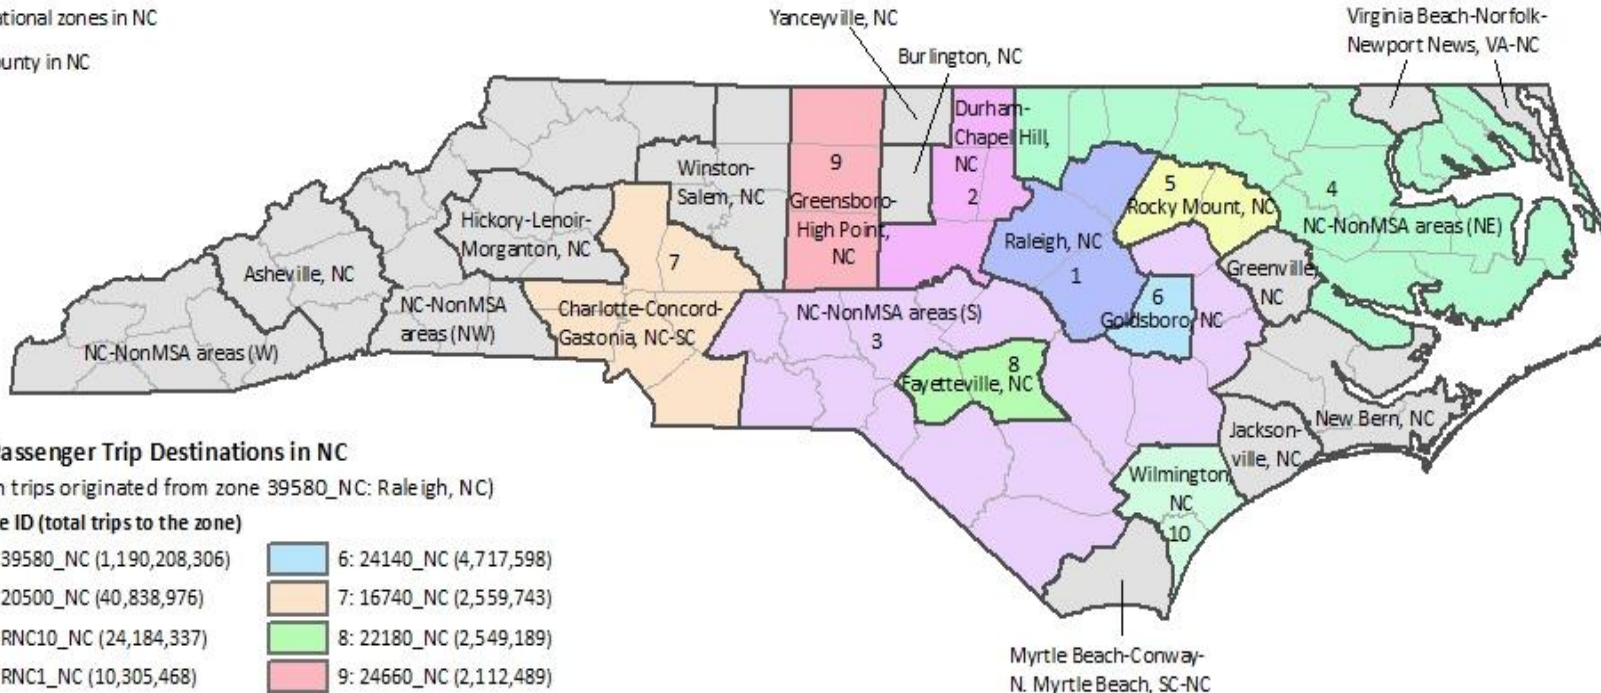 ational zones in NC
ounty in NC
Yanceyville, NC
Burlington, NC
Virginia Beach-Norfolk-
Newport News, VA-NC
Durham-
Chapel Hill,
NC
2
Winston-
Salem, NC
9
Greensboro-
High Point,
NC
5
Rocky Mount, NC
4
NC-NonMSA areas (NE)
Hickory-Lenoir-
Morganton, NC
Raleigh, NC
1
Asheville, NC
7
Charlotte-Concord-
Gastonia, NC-SC
NC-NonMSA
areas (NW)
NC-NonMSA areas (S)
3
Greenville,
NC
6
Goldsboro, NC
NC-NonMSA areas (W)
8
Fayetteville, NC
New Bern, NC
Jackson-
ville, NC
Wilmington,
NC
10
Myrtle Beach-Conway-
N. Myrtle Beach, SC-NC
Passenger Trip Destinations in NC
n trips originated from zone 39580_NC: Raleigh, NC)
e ID (total trips to the zone)
39580_NC (1,190,208,306)
20500_NC (40,838,976)
RNC10_NC (24,184,337)
RNC1_NC (10,305,468)
6: 24140_NC (4,717,598)
7: 16740_NC (2,559,743)
8: 22180_NC (2,549,189)
9: 24660_NC (2,112,489)